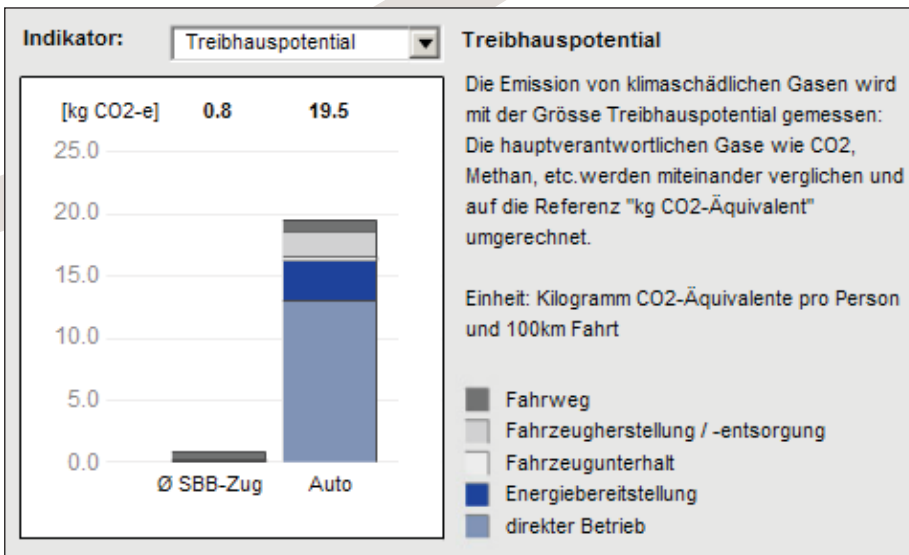 Indikator:
Treibhauspotential
[kg CO2-e] 0.8 19.5
25.0
20.0
15.0
10.0
5.0
0.0
Ø SBB-Zug Auto
Treibhauspotential
Die Emission von klimaschädlichen Gasen wird
mit der Grösse Treibhauspotential gemessen:
Die hauptverantwortlichen Gase wie CO2,
Methan, etc.werden miteinander verglichen und
auf die Referenz "kg CO2-Äquivalent"
umgerechnet.
Einheit: Kilogramm CO2-Äquivalente pro Person
und 100km Fahrt
Fahrweg
Fahrzeugherstellung / -entsorgung
Fahrzeugunterhalt
Energiebereitstellung
direkter Betrieb